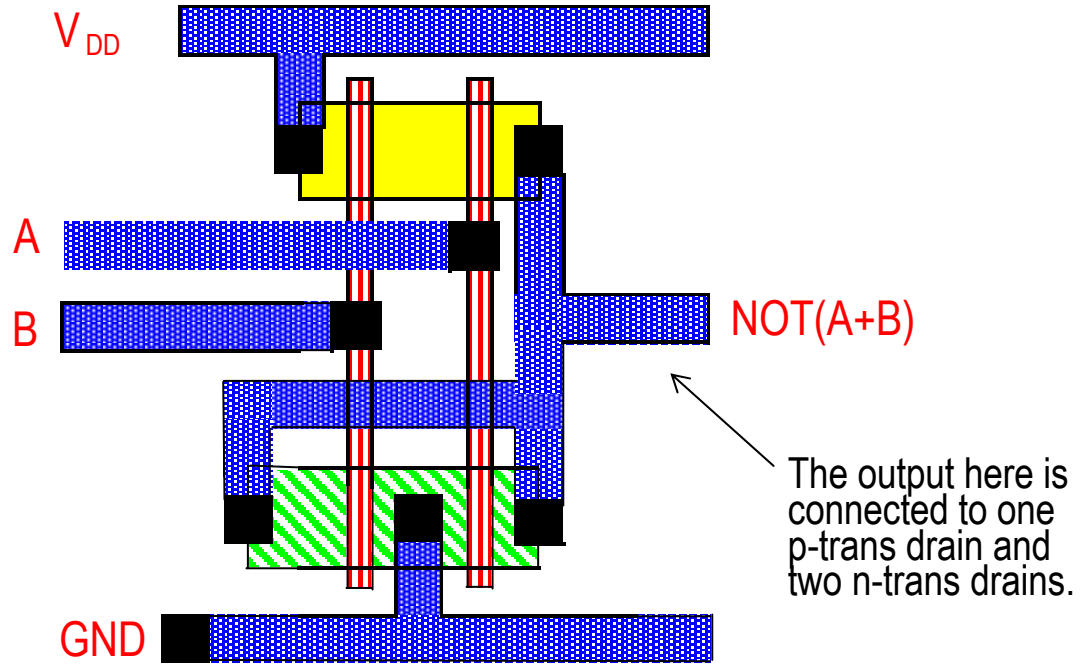 VDD
A
B
NOT(A+B)
The output here is
connected to one
p-trans drain and
two n-trans drains.
GND